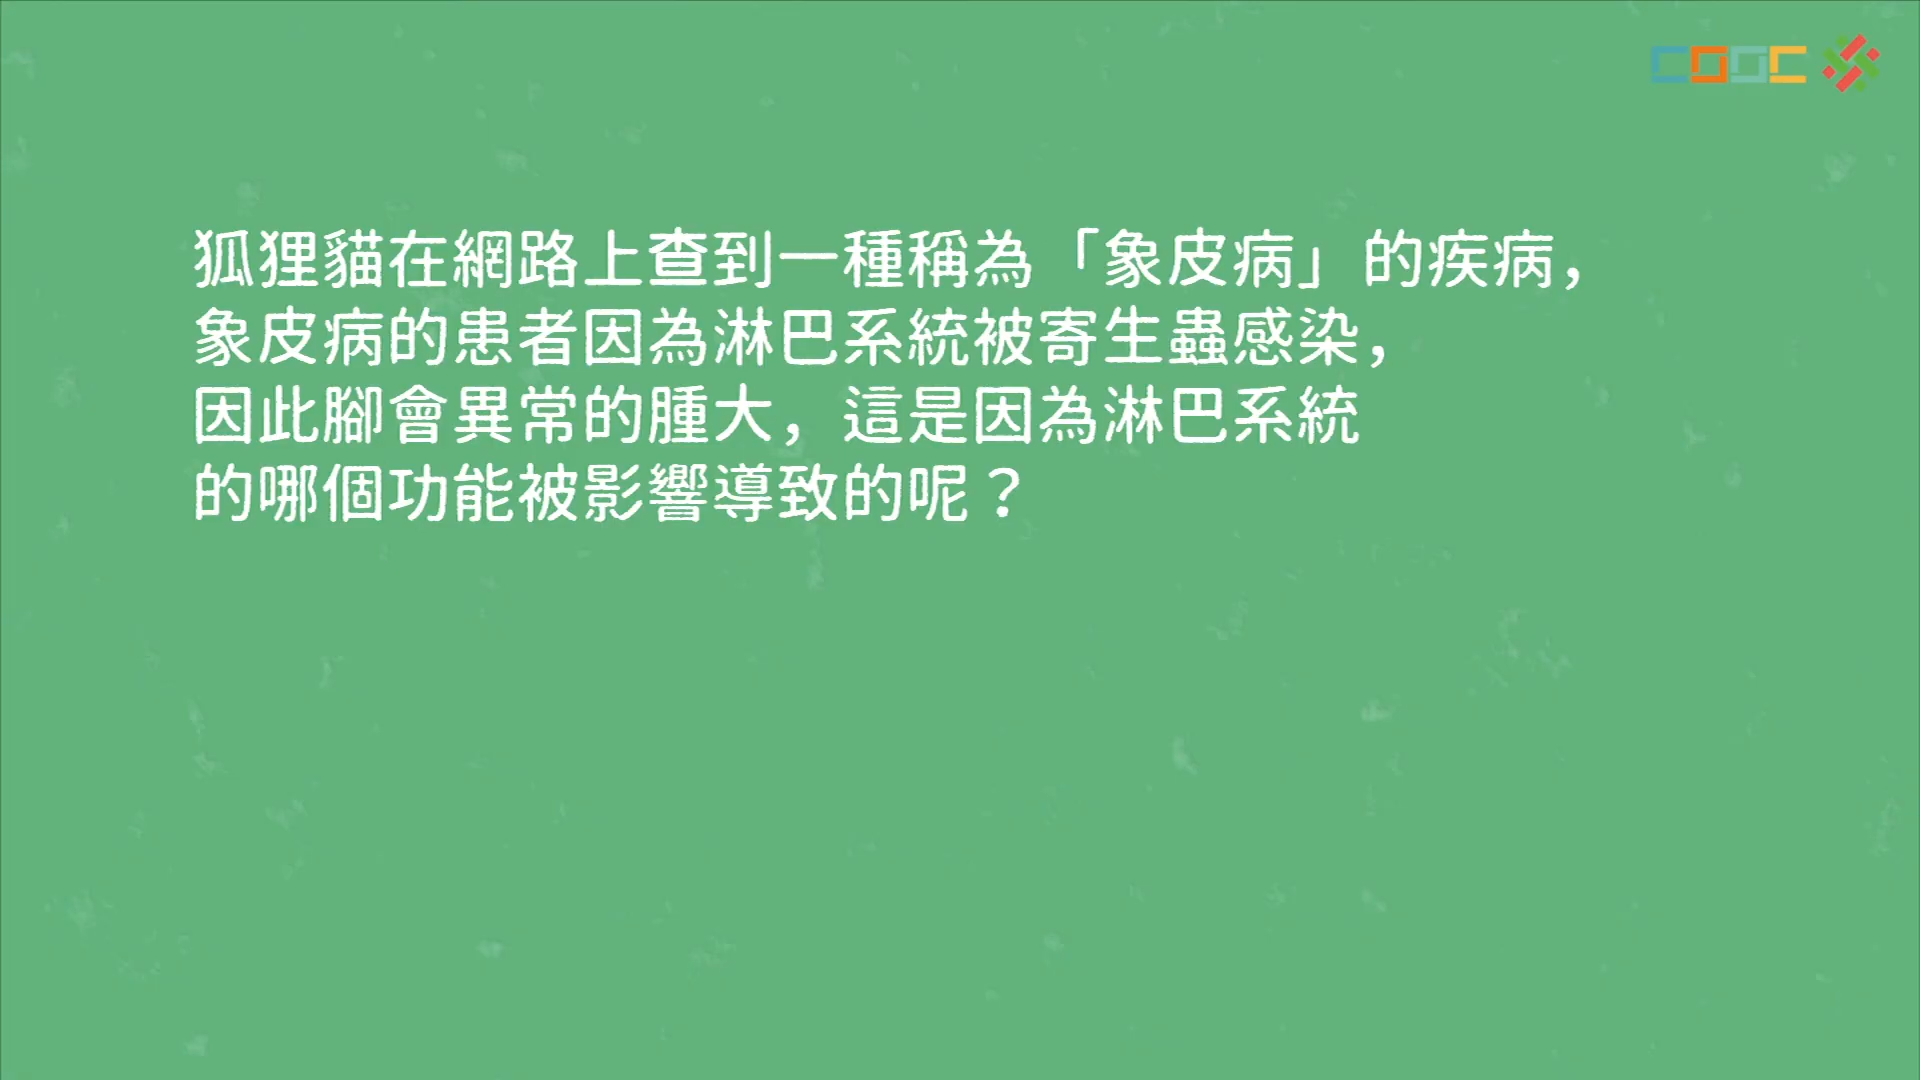 COOC
狐狸貓在網路上查到一種稱為「象皮病」的疾病，
象皮病的患者因為淋巴系統被寄生蟲感染，
因此腳會異常的腫大，這是因為淋巴系統
的哪個功能被影響導致的呢？